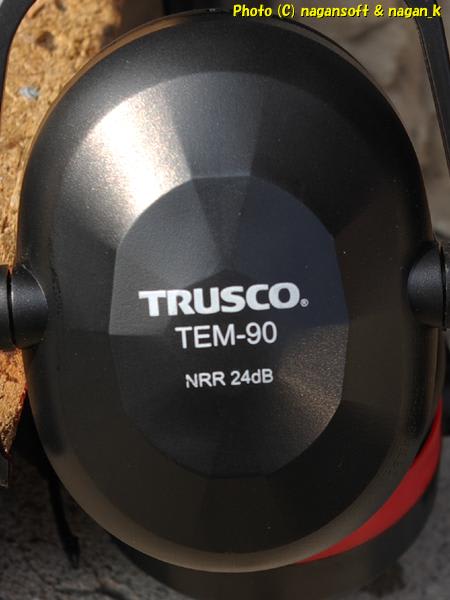 Photo (C) nagansoft & nagan_k
TRUSCO®
TEM-90
NRR 24dB